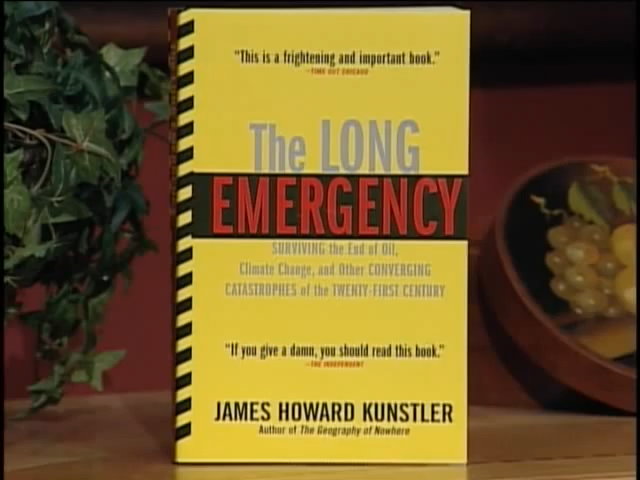 "This is a frightening and important book."
—TIME OUT CHICAGO
The LONG
EMERGENCY
SURVIVING the End of Oil,
Climate Change, and Other CONVERGING
CATASTROPHES of the TWENTY-FIRST CENTURY
"If you give a damn, you should read this book."
—THE INDEPENDENT
JAMES HOWARD KUNSTLER
Author of The Geography of Nowhere